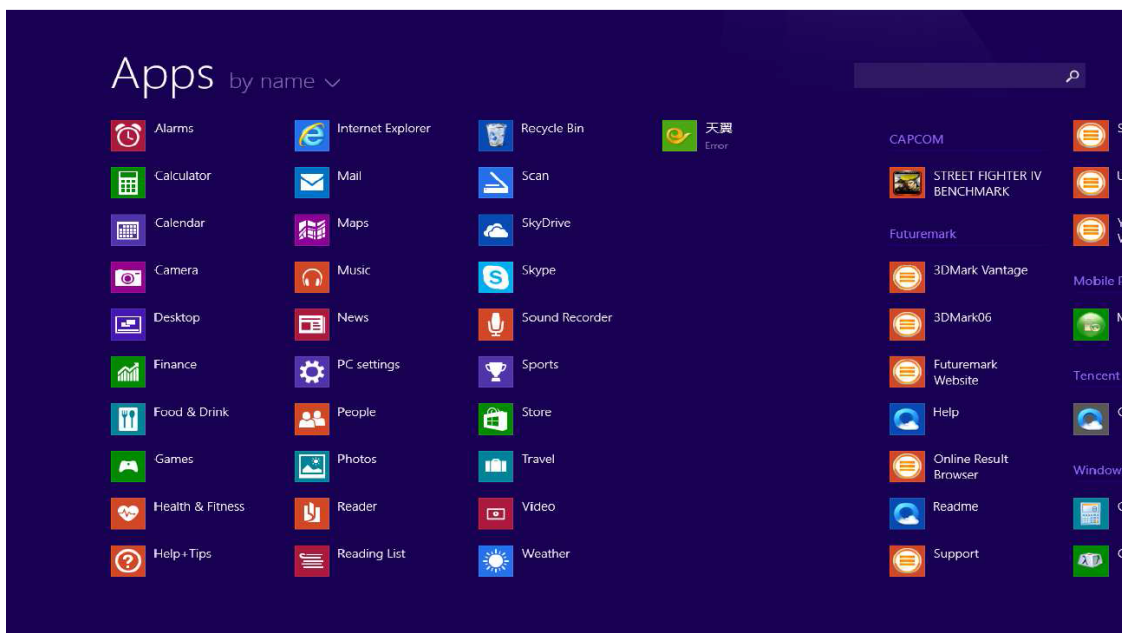 Apps by name
Alarms
Calculator
Calendar
Camera
Desktop
Finance
Food & Drink
Games
Health & Fitness
Help+Tips
Internet Explorer
Mail
Maps
Music
News
PC settings
People
Photos
Reader
Reading List
Recycle Bin
Scan
SkyDrive
Skype
Sound Recorder
Sports
Store
Travel
Video
Weather
天翼
Error
CAPCOM
STREET FIGHTER IV
BENCHMARK
Futuremark
3DMark Vantage
3DMark06
Futuremark
Website
Help
Online Result
Browser
Readme
Support
Mobile
Tencent
Window